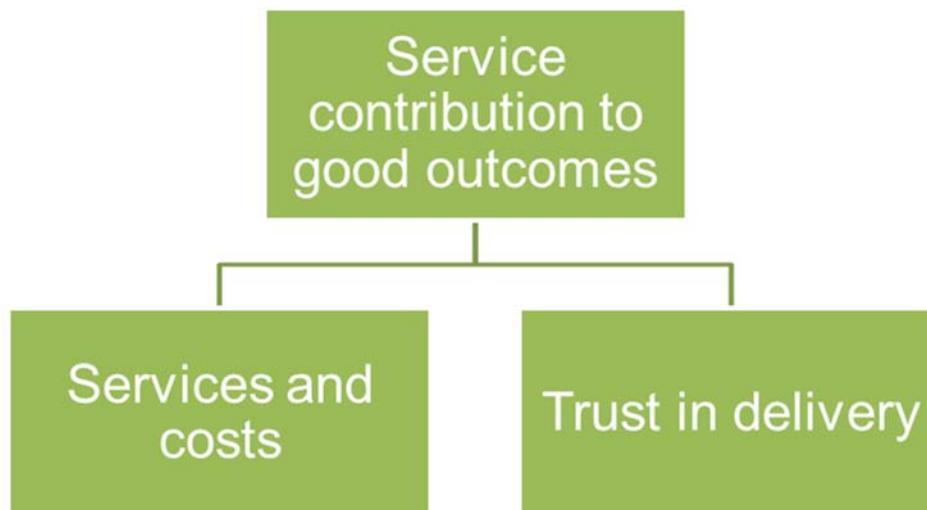 Service
contribution to
good outcomes
Services and
costs
Trust in delivery